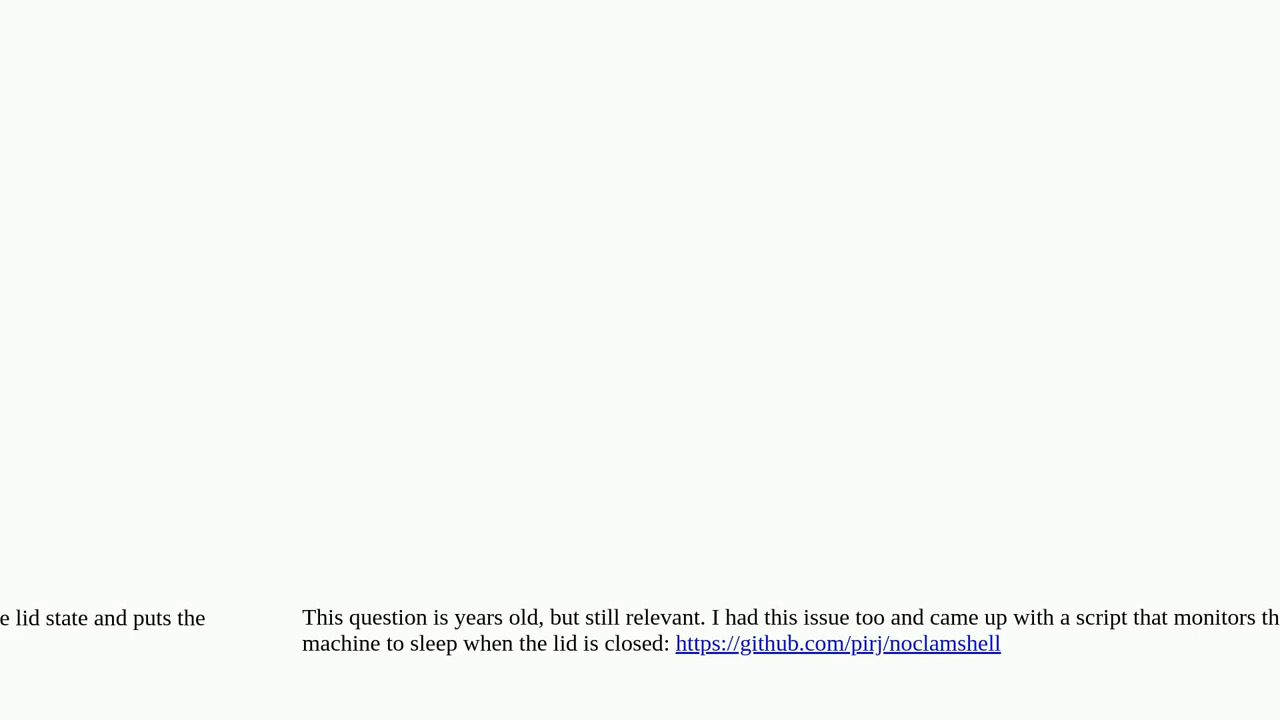 This question is years old, but still relevant. I had this issue too and came up with a script that monitors th
e lid state and puts the
machine to sleep when the lid is closed: https://github.com/pirj/noclamshell